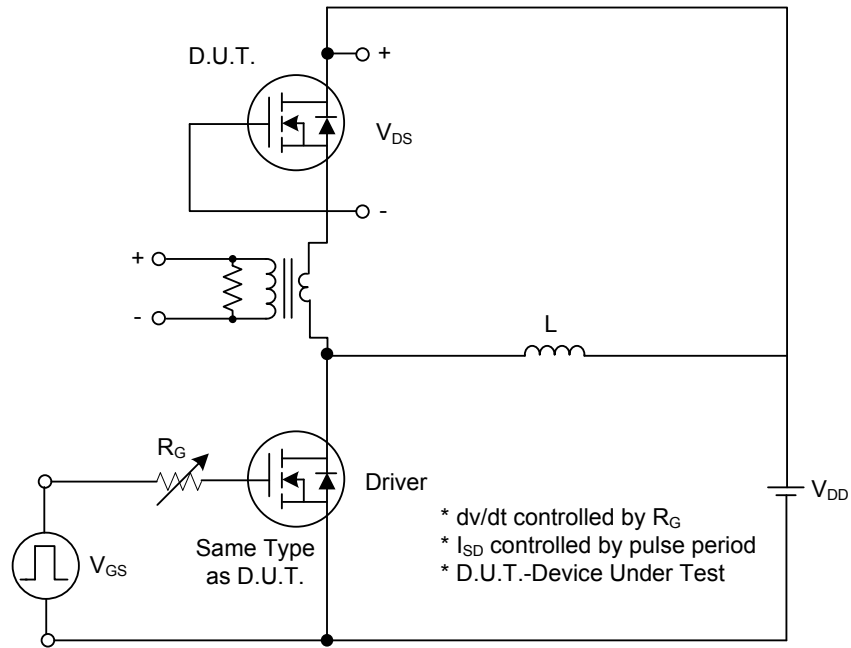 D.U.T.
+
V_DS
-
+
-
L
R_G
Driver
V_DD
V_GS
Same Type
as D.U.T.
* dv/dt controlled by R_G
* I_SD controlled by pulse period
* D.U.T.-Device Under Test